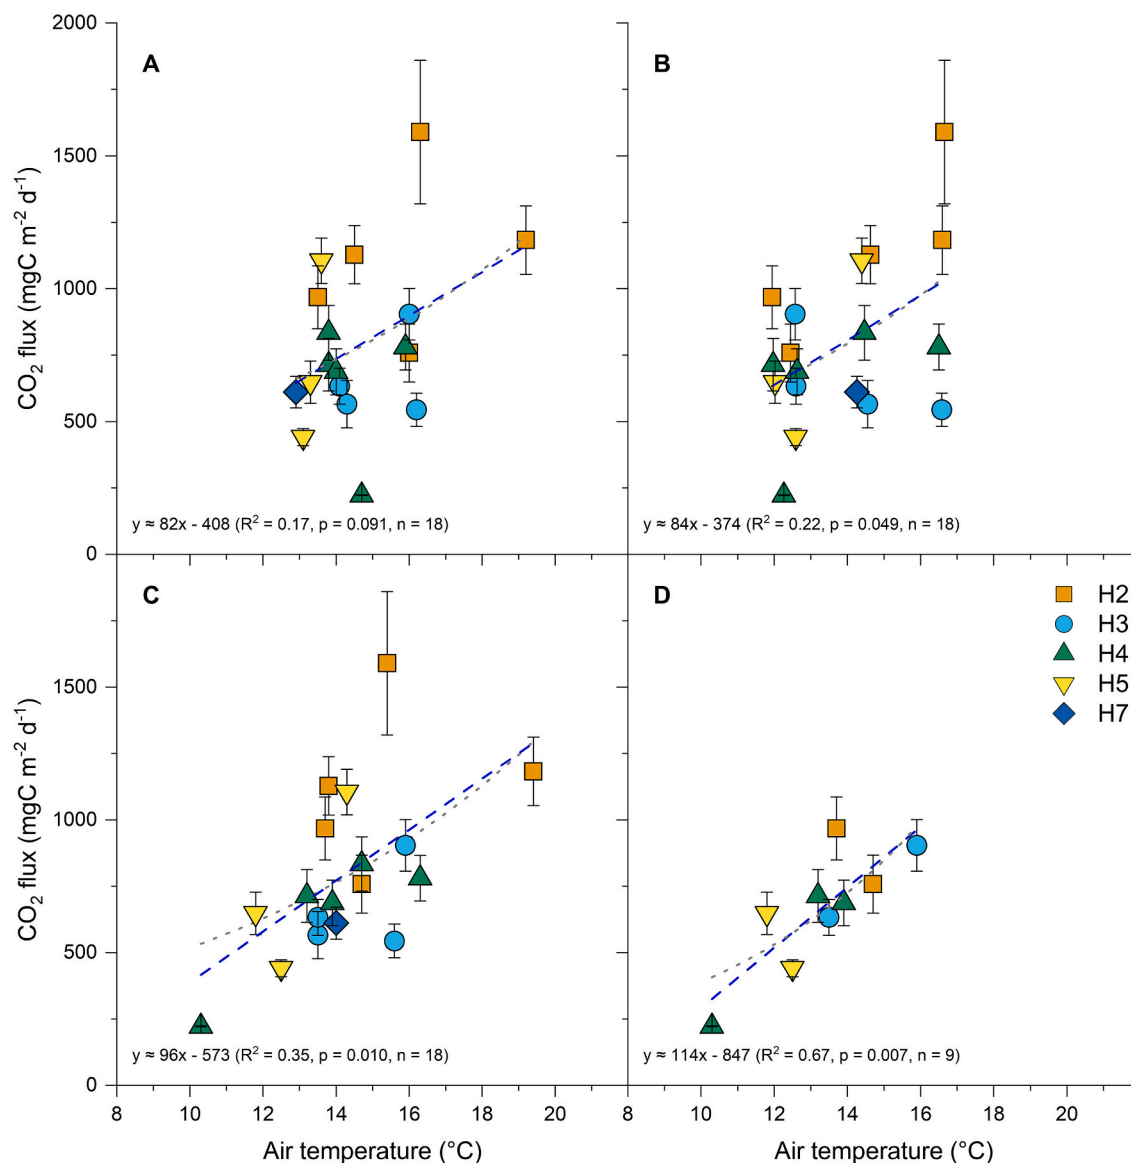 2000
A
B
1500
CO₂ flux (mgC m⁻² d⁻¹)
1000
500
y ≈ 82x - 408 (R² = 0.17, p = 0.091, n = 18)
y ≈ 84x - 374 (R² = 0.22, p = 0.049, n = 18)
0
C
D
H2
H3
H4
H5
H7
1500
CO₂ flux (mgC m⁻² d⁻¹)
1000
500
y ≈ 96x - 573 (R² = 0.35, p = 0.010, n = 18)
y ≈ 114x - 847 (R² = 0.67, p = 0.007, n = 9)
0
8 10 12 14 16 18 20 8 10 12 14 16 18 20
Air temperature (°C) Air temperature (°C)